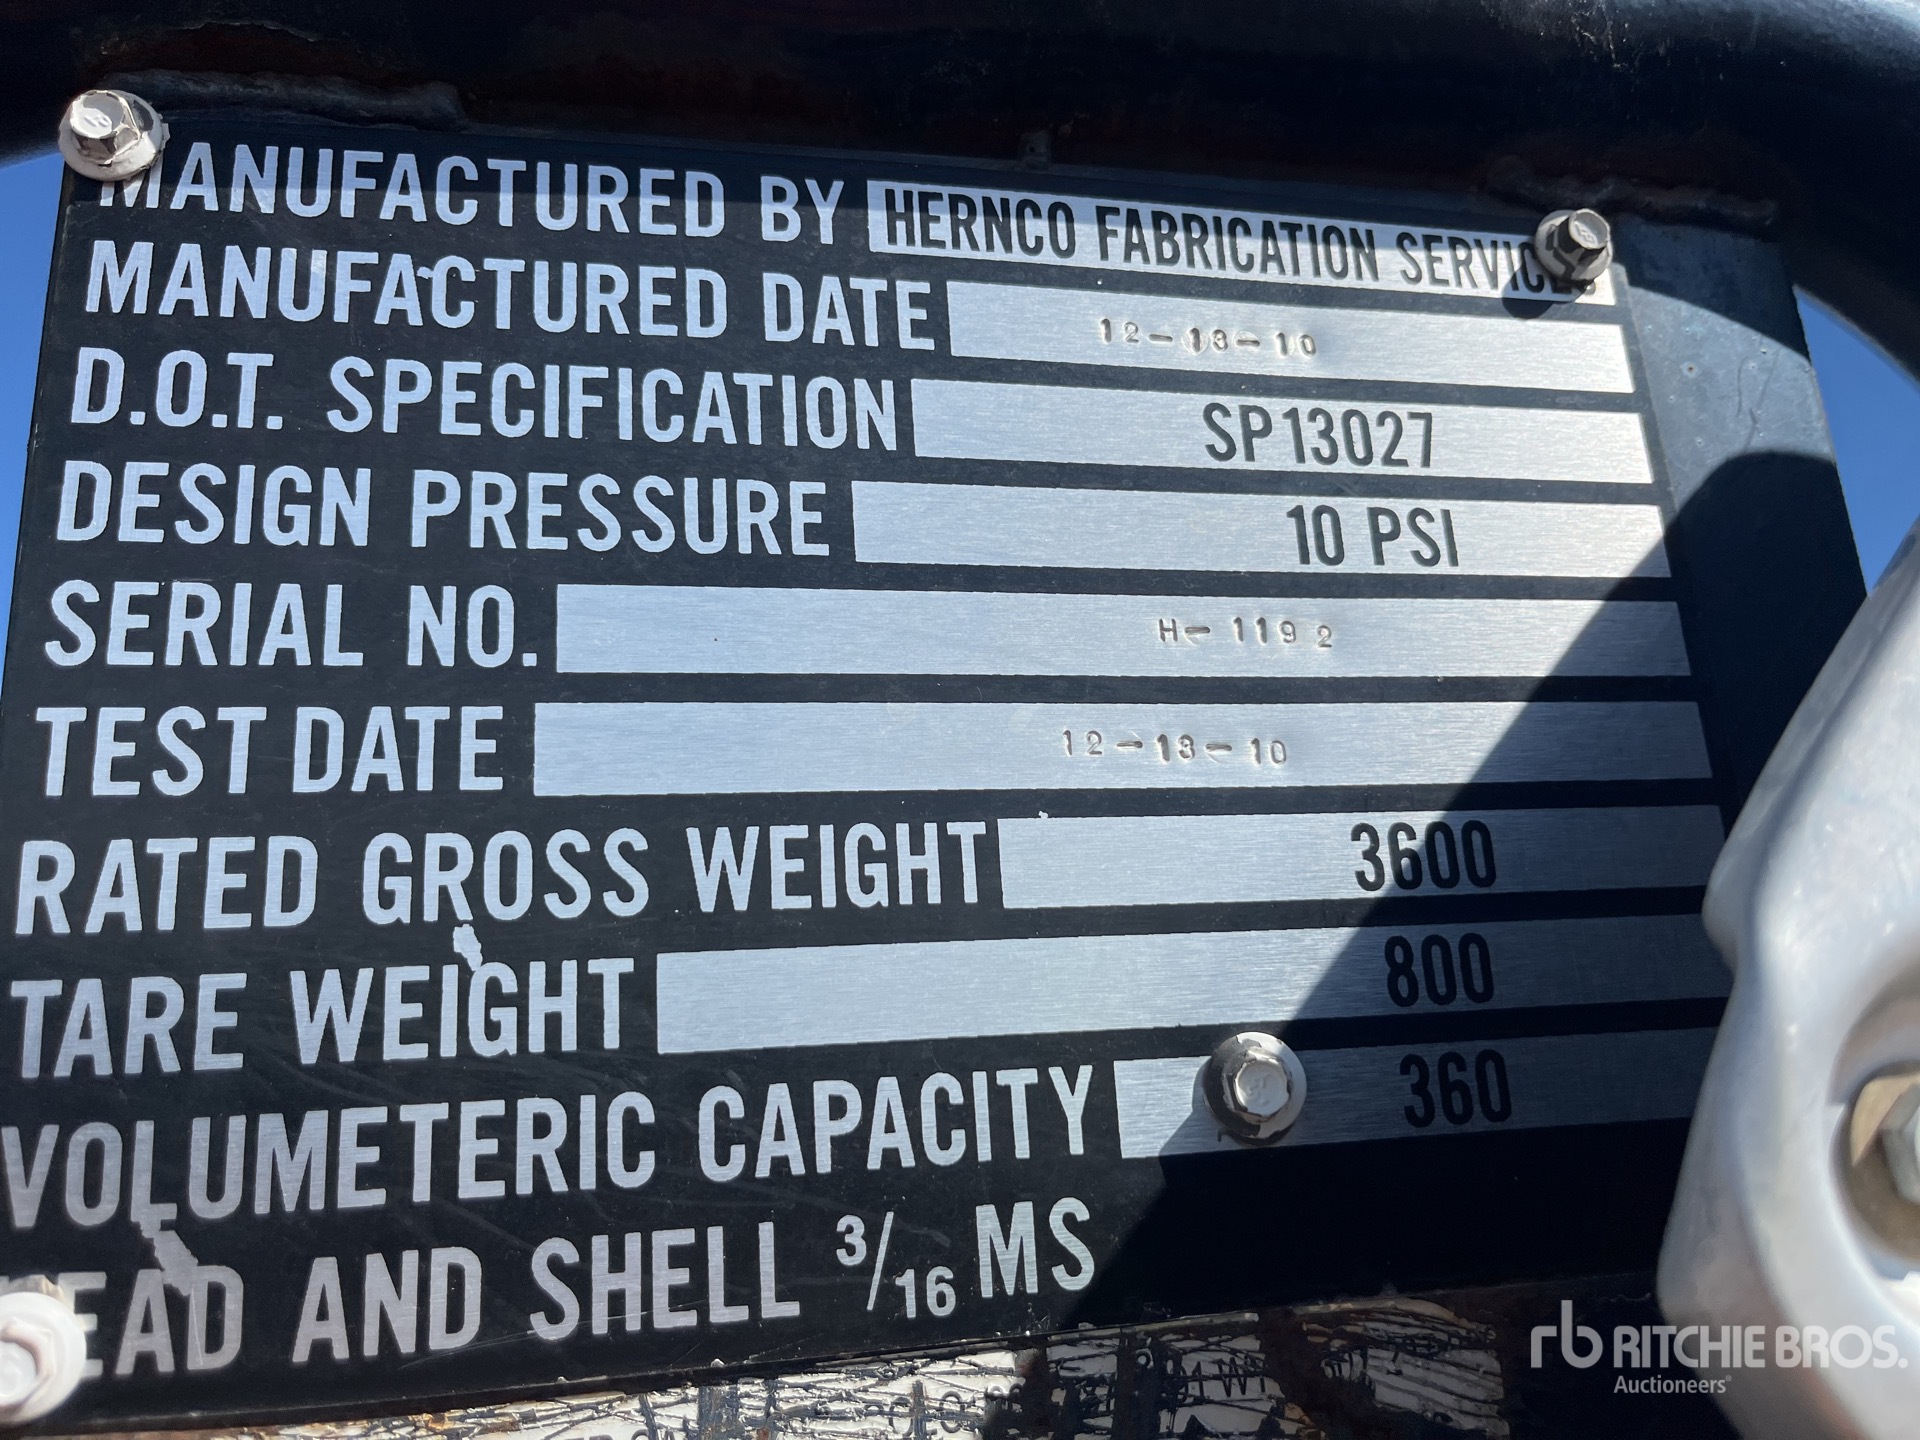 MANUFACTURED BY HERNCO FABRICATION SERVICES
MANUFACTURED DATE 12-13-10
D.O.T. SPECIFICATION SP13027
DESIGN PRESSURE 10 PSI
SERIAL NO. H-1192
TEST DATE 12-13-10
RATED GROSS WEIGHT 3600
TARE WEIGHT 800
VOLUMETERIC CAPACITY 360
HEAD AND SHELL 3/16 MS
rb RITCHIE BROS.
Auctioneers